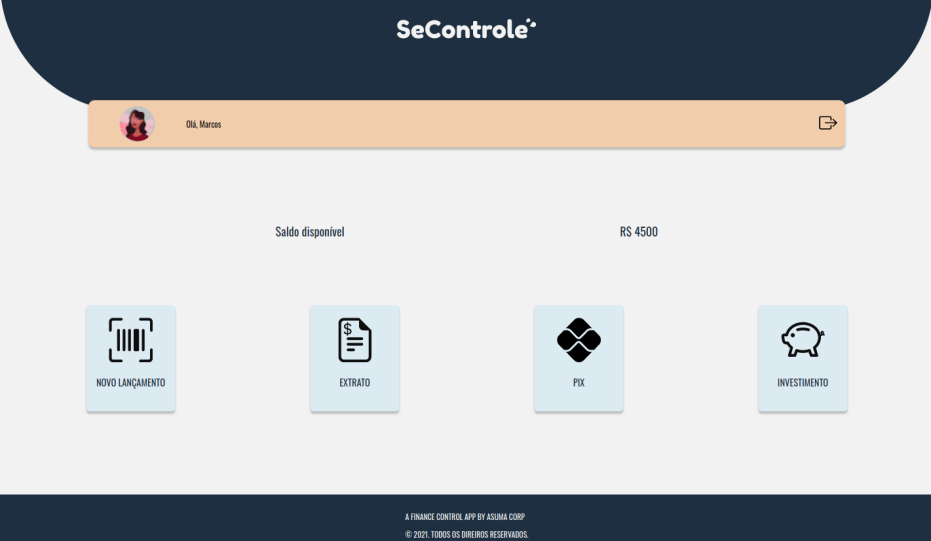 SeControle
Olá, Marcos
Saldo disponível
R$ 4500
$
NOVO LANÇAMENTO
EXTRATO
PIX
INVESTIMENTO
A FINANCE CONTROL APP BY ASUMA CORP
© 2021. TODOS OS DIREIROS RESERVADOS.